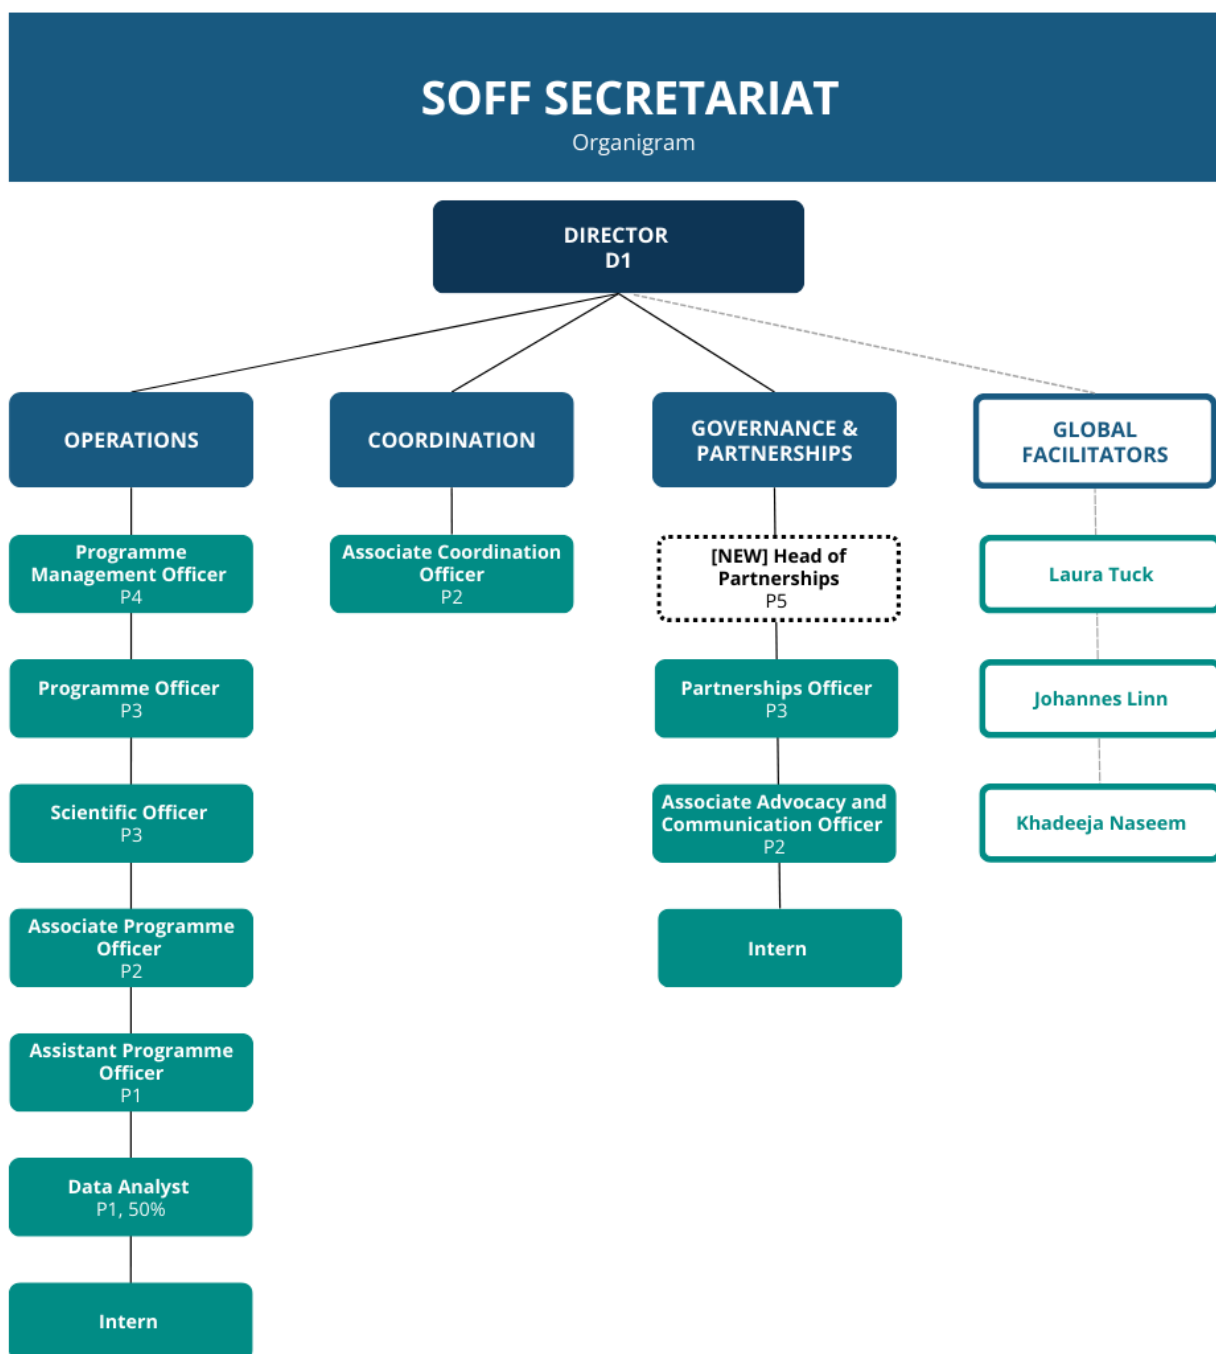 SOFF SECRETARIAT
Organigram
DIRECTOR
D1
OPERATIONS
Programme
Management Officer
P4
Programme Officer
P3
Scientific Officer
P3
Associate Programme
Officer
P2
Assistant Programme
Officer
P1
Data Analyst
P1, 50%
Intern
COORDINATION
Associate Coordination
Officer
P2
GOVERNANCE &
PARTNERSHIPS
[NEW] Head of
Partnerships
P5
Partnerships Officer
P3
Associate Advocacy and
Communication Officer
P2
Intern
GLOBAL
FACILITATORS
Laura Tuck
Johannes Linn
Khadeeja Naseem